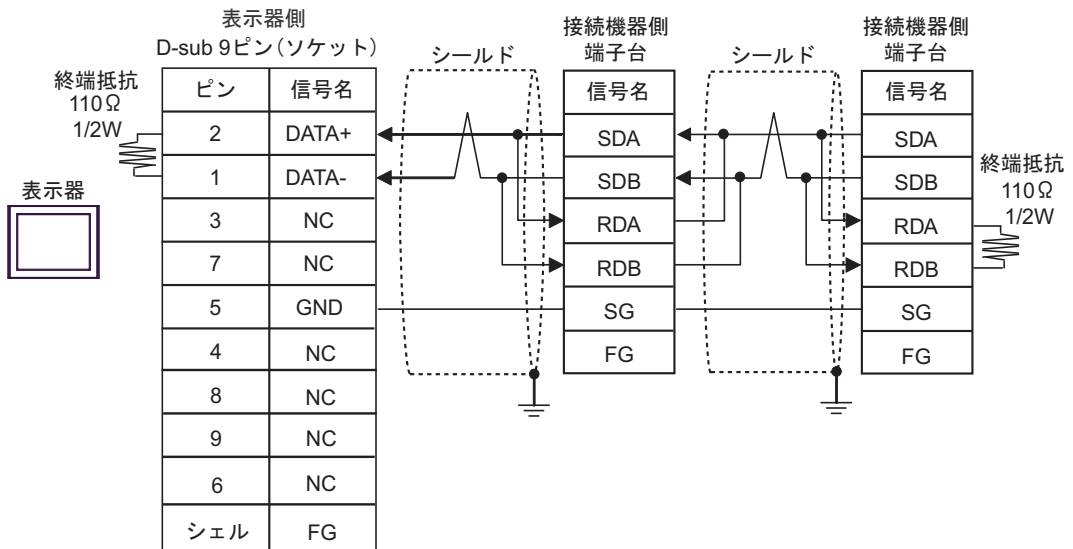 表示器側
D-sub 9ピン(ソケット)
終端抵抗
110Ω
1/2W
表示器
ピン 信号名
2 DATA+
1 DATA-
3 NC
7 NC
5 GND
4 NC
8 NC
9 NC
6 NC
シェル FG
シールド
接続機器側
端子台
信号名
SDA
SDB
RDA
RDB
SG
FG
シールド
接続機器側
端子台
信号名
SDA
SDB
RDA
RDB
SG
FG
終端抵抗
110Ω
1/2W